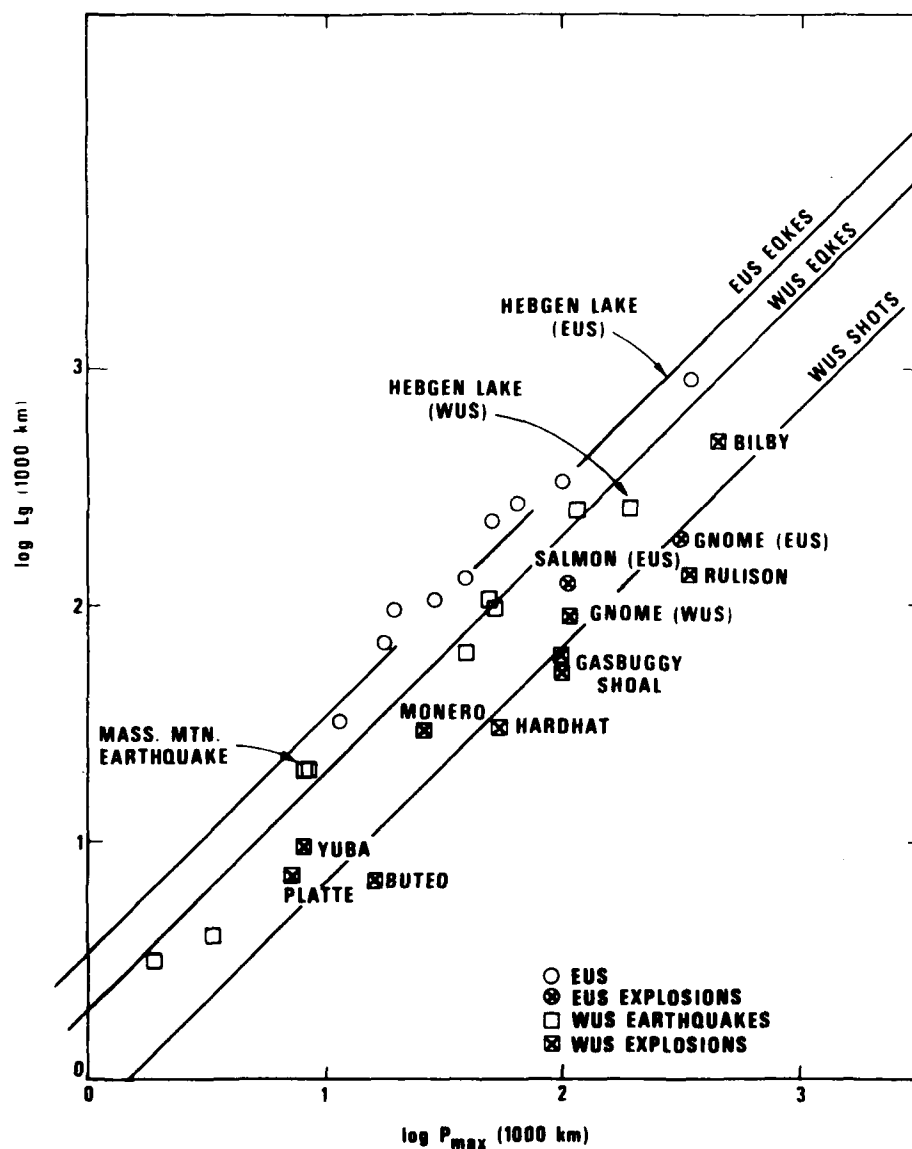 EUS EQKES
WUS EQKES
WUS SHOTS
HEBGEN LAKE
(EUS)
HEBGEN LAKE
(WUS)
BILBY
GNOME (EUS)
SALMON (EUS)
RULISON
GNOME (WUS)
GASBUGGY
SHOAL
MONERO
HARDHAT
MASS. MTN.
EARTHQUAKE
YUBA
PLATTE
BUTEO
EUS
EUS EXPLOSIONS
WUS EARTHQUAKES
WUS EXPLOSIONS
3
2
1
0
0
1
2
3
log Lg (1000 km)
log Pmax (1000 km)